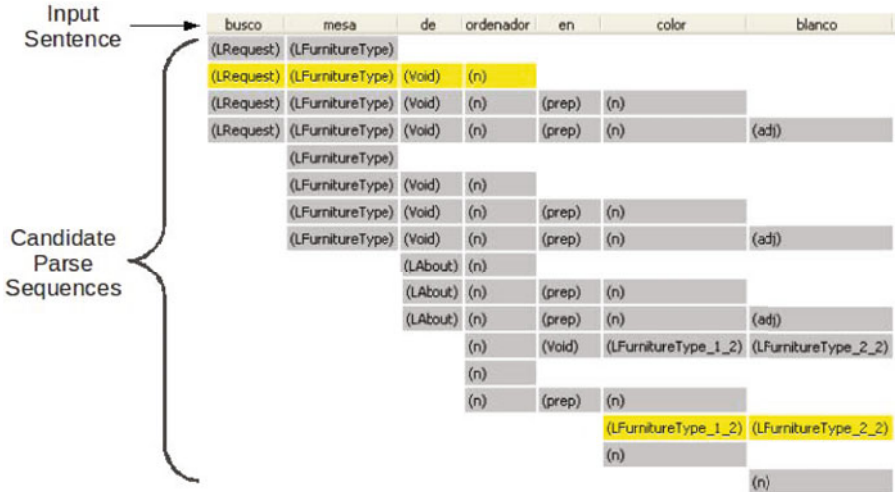 Input
Sentence
busco mesa de ordenador en color blanco
(LRequest) (LFurnitureType)
(LRequest) (LFurnitureType) (Void) (n)
(LRequest) (LFurnitureType) (Void) (n) (prep) (n)
(LRequest) (LFurnitureType) (Void) (n) (prep) (n) (adj)
(LFurnitureType)
(LFurnitureType) (Void) (n)
(LFurnitureType) (Void) (n) (prep) (n)
(LFurnitureType) (Void) (n) (prep) (n) (adj)
Candidate
Parse
Sequences
(LAbout) (n)
(LAbout) (n) (prep) (n)
(LAbout) (n) (prep) (n) (adj)
(n) (Void) (LFurnitureType_1_2) (LFurnitureType_2_2)
(n)
(n) (prep) (n)
(LFurnitureType_1_2) (LFurnitureType_2_2)
(n)
(n)